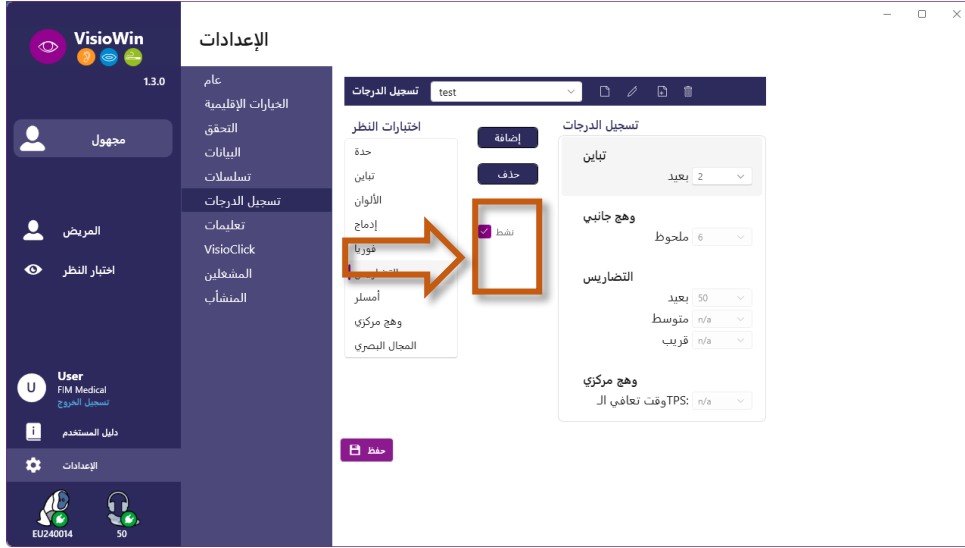 VisioWin
1.3.0
مجهول
المريض
اختبار النظر
U
User
FIM Medical
تسجيل الخروج
دليل المستخدم
الإعدادات
EU240014
50
الإعدادات
عام
الخيارات الإقليمية
التحقق
البيانات
تسلسلات
تسجيل الدرجات
تعليمات
VisioClick
المشغلين
المنشأب
تسجيل الدرجات
test
اختبارات النظر
حدة
تباين
الألوان
إدماج
فوريا
أمسلر
وهج مركزي
المجال البصري
إضافة
حذف
نشط
تسجيل الدرجات
تباين
بعيد 2
وهج جانبي
ملحوظ 6
التضاريس
بعيد 50
متوسط n/a
قريب n/a
وهج مركزي
وقت تعافي الـ TPS: n/a
حفظ